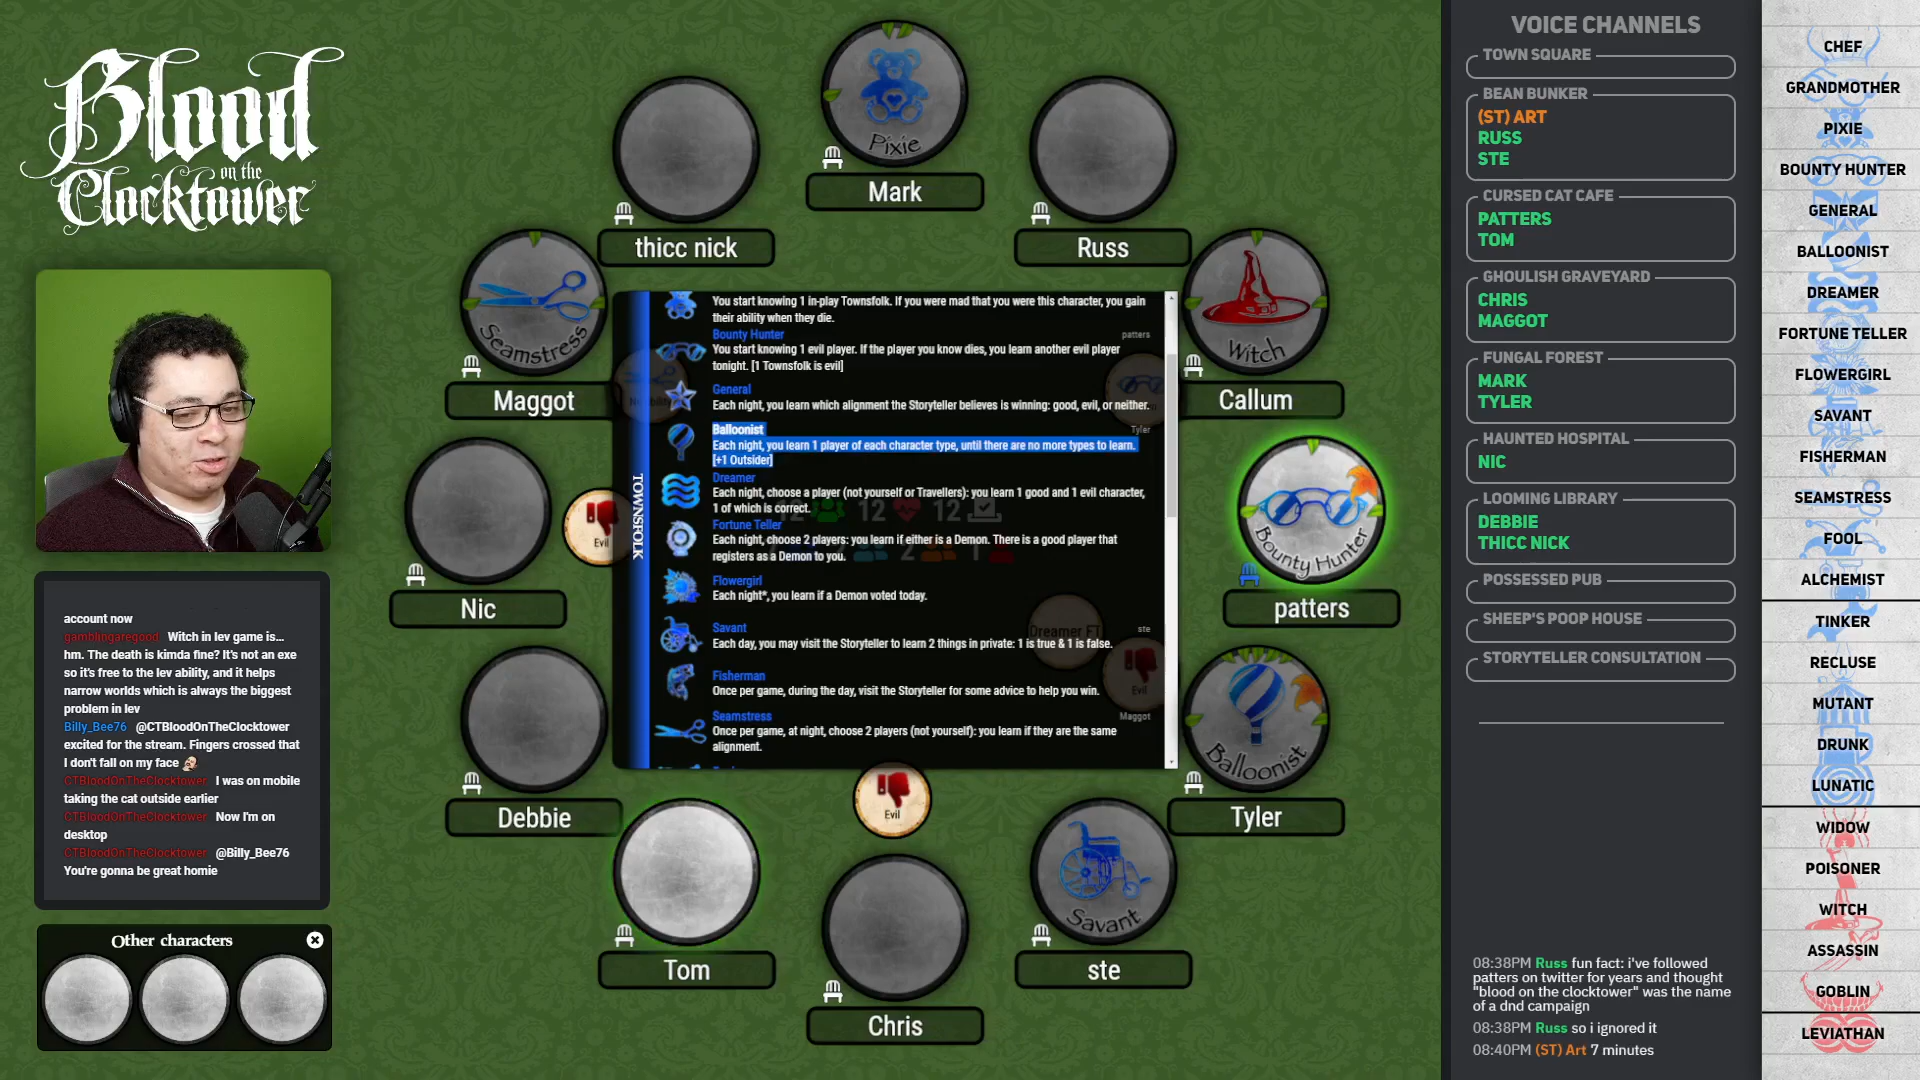 Blood
on the
Clocktower
account now
gamblingaregood Witch in lev game is...
hm. The death is kimda fine? It's not an exe
so it's free to the lev ability, and it helps
narrow worlds which is always the biggest
problem in lev
Billy_Bee76 @CTBloodOnTheClocktower
excited for the stream. Fingers crossed that
I don't fall on my face
CTBloodOnTheClocktower I was on mobile
taking the cat outside earlier
CTBloodOnTheClocktower Now I'm on
desktop
CTBloodOnTheClocktower @Billy_Bee76
You're gonna be great homie
Other characters
Pixie
Mark
thicc nick
Russ
Seamstress
Maggot
Witch
Callum
Nic
Evil
Bounty Hunter
patters
Debbie
Balloonist
Tyler
Tom
Evil
Chris
Savant
ste
TOWNSFOLK
You start knowing 1 in-play Townsfolk. If you were mad that you were this character, you gain
their ability when they die.
Bounty Hunter patters
You start knowing 1 evil player. If the player you know dies, you learn another evil player
tonight. [1 Townsfolk is evil]
General
Each night, you learn which alignment the Storyteller believes is winning: good, evil, or neither.
Balloonist Tyler
Each night, you learn 1 player of each character type, until there are no more types to learn.
[+1 Outsider]
Dreamer
Each night, choose a player (not yourself or Travellers): you learn 1 good and 1 evil character,
1 of which is correct.
12 12 12
Fortune Teller
Each night, choose 2 players: you learn if either is a Demon. There is a good player that
registers as a Demon to you.
2 1
Flowergirl
Each night*, you learn if a Demon voted today.
Dreamer FT
Savant ste
Each day, you may visit the Storyteller to learn 2 things in private: 1 is true & 1 is false.
Fisherman
Once per game, during the day, visit the Storyteller for some advice to help you win.
Evil
Seamstress Maggot
Once per game, at night, choose 2 players (not yourself): you learn if they are the same
alignment.
VOICE CHANNELS
TOWN SQUARE
BEAN BUNKER
(ST) ART
RUSS
STE
CURSED CAT CAFE
PATTERS
TOM
GHOULISH GRAVEYARD
CHRIS
MAGGOT
FUNGAL FOREST
MARK
TYLER
HAUNTED HOSPITAL
NIC
LOOMING LIBRARY
DEBBIE
THICC NICK
POSSESSED PUB
SHEEP'S POOP HOUSE
STORYTELLER CONSULTATION
08:38PM Russ fun fact: i've followed
patters on twitter for years and thought
"blood on the clocktower" was the name
of a dnd campaign
08:38PM Russ so i ignored it
08:40PM (ST) Art 7 minutes
CHEF
GRANDMOTHER
PIXIE
BOUNTY HUNTER
GENERAL
BALLOONIST
DREAMER
FORTUNE TELLER
FLOWERGIRL
SAVANT
FISHERMAN
SEAMSTRESS
FOOL
ALCHEMIST
TINKER
RECLUSE
MUTANT
DRUNK
LUNATIC
WIDOW
POISONER
WITCH
ASSASSIN
GOBLIN
LEVIATHAN